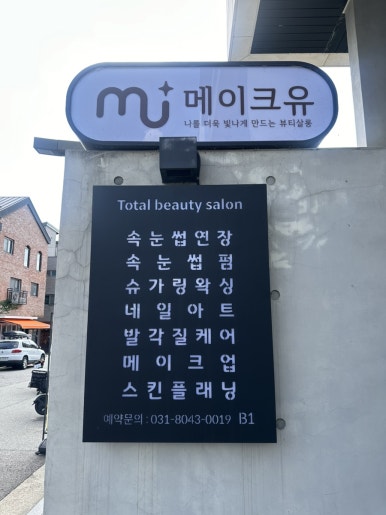 mu 메이크유
나를 더욱 빛나게 만드는 뷰티살롱
Total beauty salon
속눈썹연장
속눈썹펌
슈가링왁싱
네일아트
발각질케어
메이크업
스킨플래닝
예약문의 : 031-8043-0019 B1